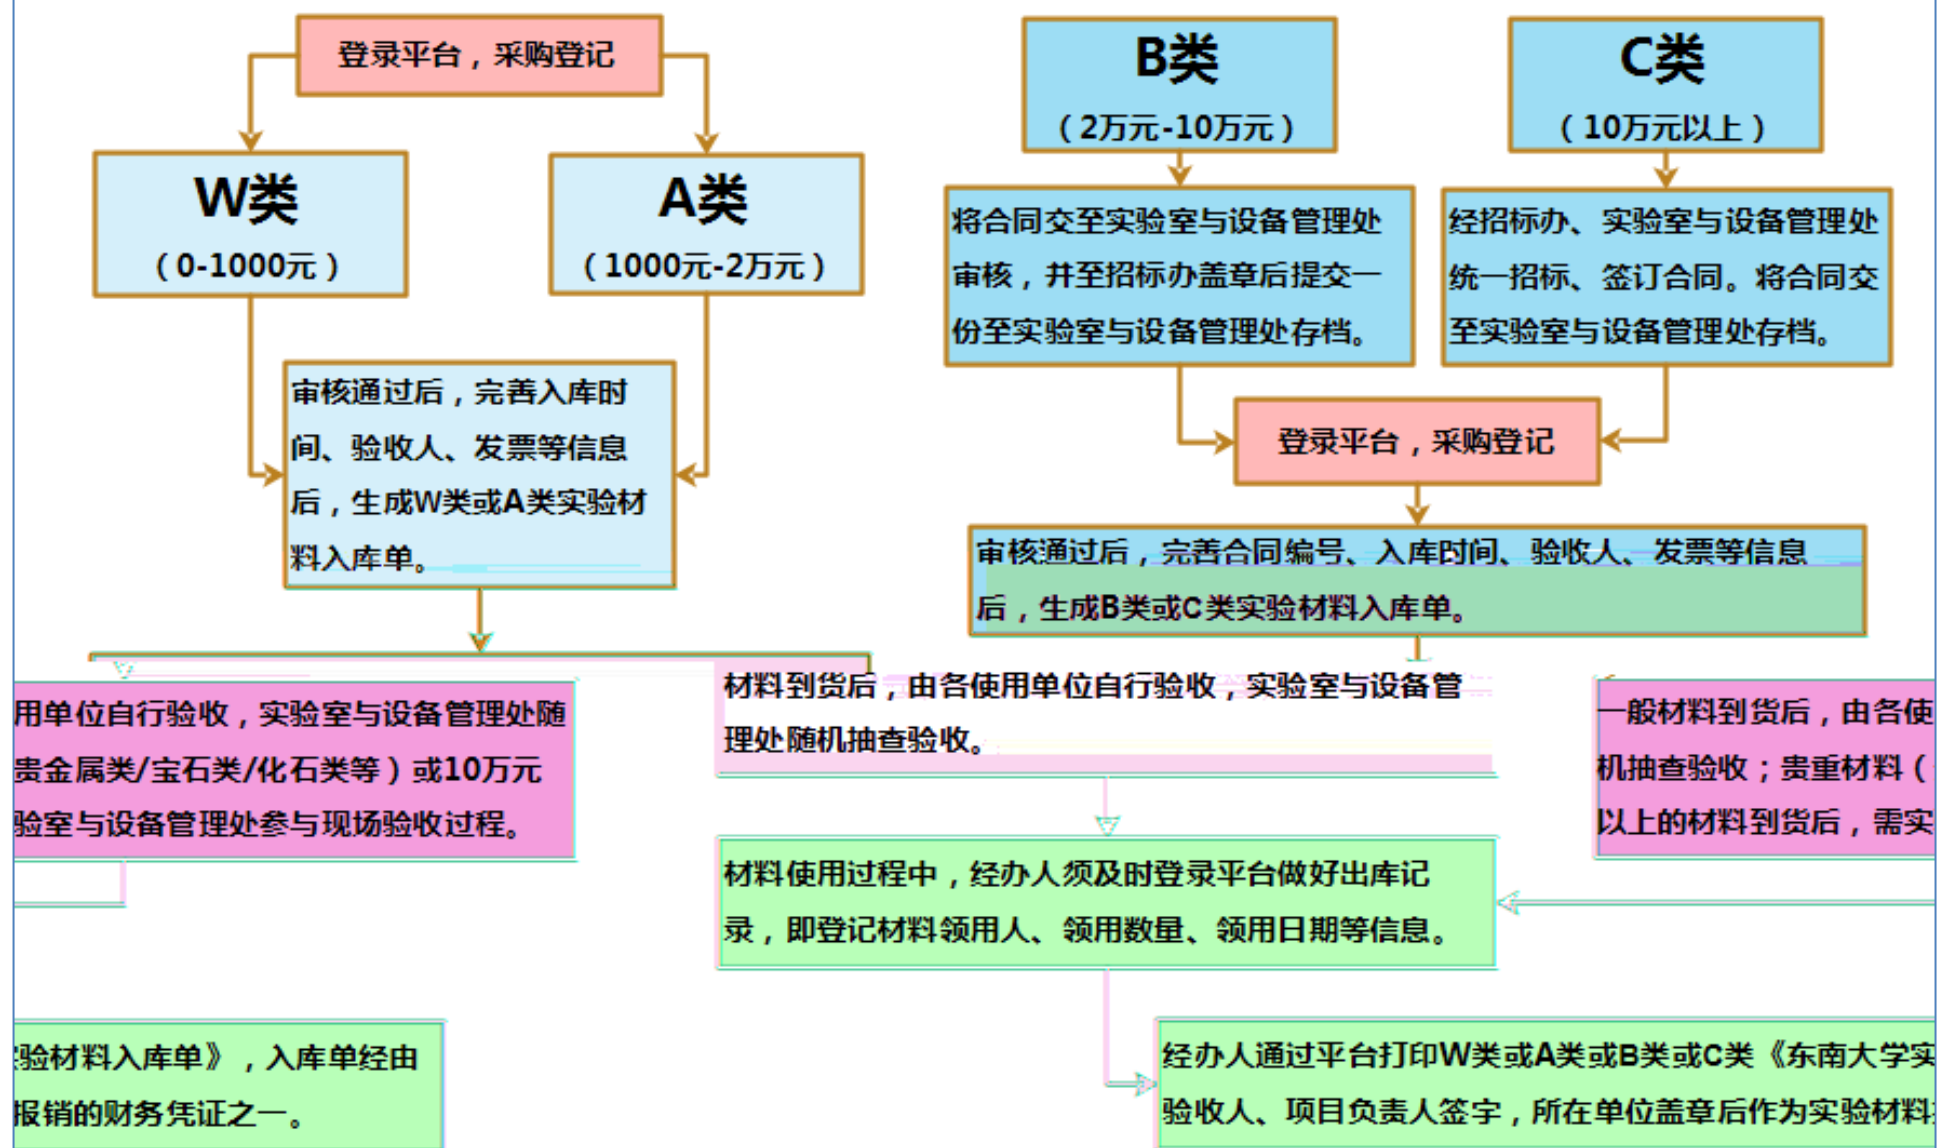 登录平台，采购登记
W类
（0-1000元）
A类
（1000元-2万元）
审核通过后，完善入库时
间、验收人、发票等信息
后，生成W类或A类实验材
料入库单。
B类
（2万元-10万元）
C类
（10万元以上）
将合同交至实验室与设备管理处
审核，并至招标办盖章后提交一
份至实验室与设备管理处存档。
经招标办、实验室与设备管理处
统一招标、签订合同。将合同交
至实验室与设备管理处存档。
登录平台，采购登记
审核通过后，完善合同编号、入库时间、验收人、发票等信息
后，生成B类或C类实验材料入库单。
用单位自行验收，实验室与设备管理处随
贵金属类/宝石类/化石类等）或10万元
验室与设备管理处参与现场验收过程。
材料到货后，由各使用单位自行验收，实验室与设备管
理处随机抽查验收。
一般材料到货后，由各使
机抽查验收；贵重材料（
以上的材料到货后，需实
材料使用过程中，经办人须及时登录平台做好出库记
录，即登记材料领用人、领用数量、领用日期等信息。
验材料入库单》，入库单经由
报销的财务凭证之一。
经办人通过平台打印W类或A类或B类或C类《东南大学实
验收人、项目负责人签字，所在单位盖章后作为实验材料